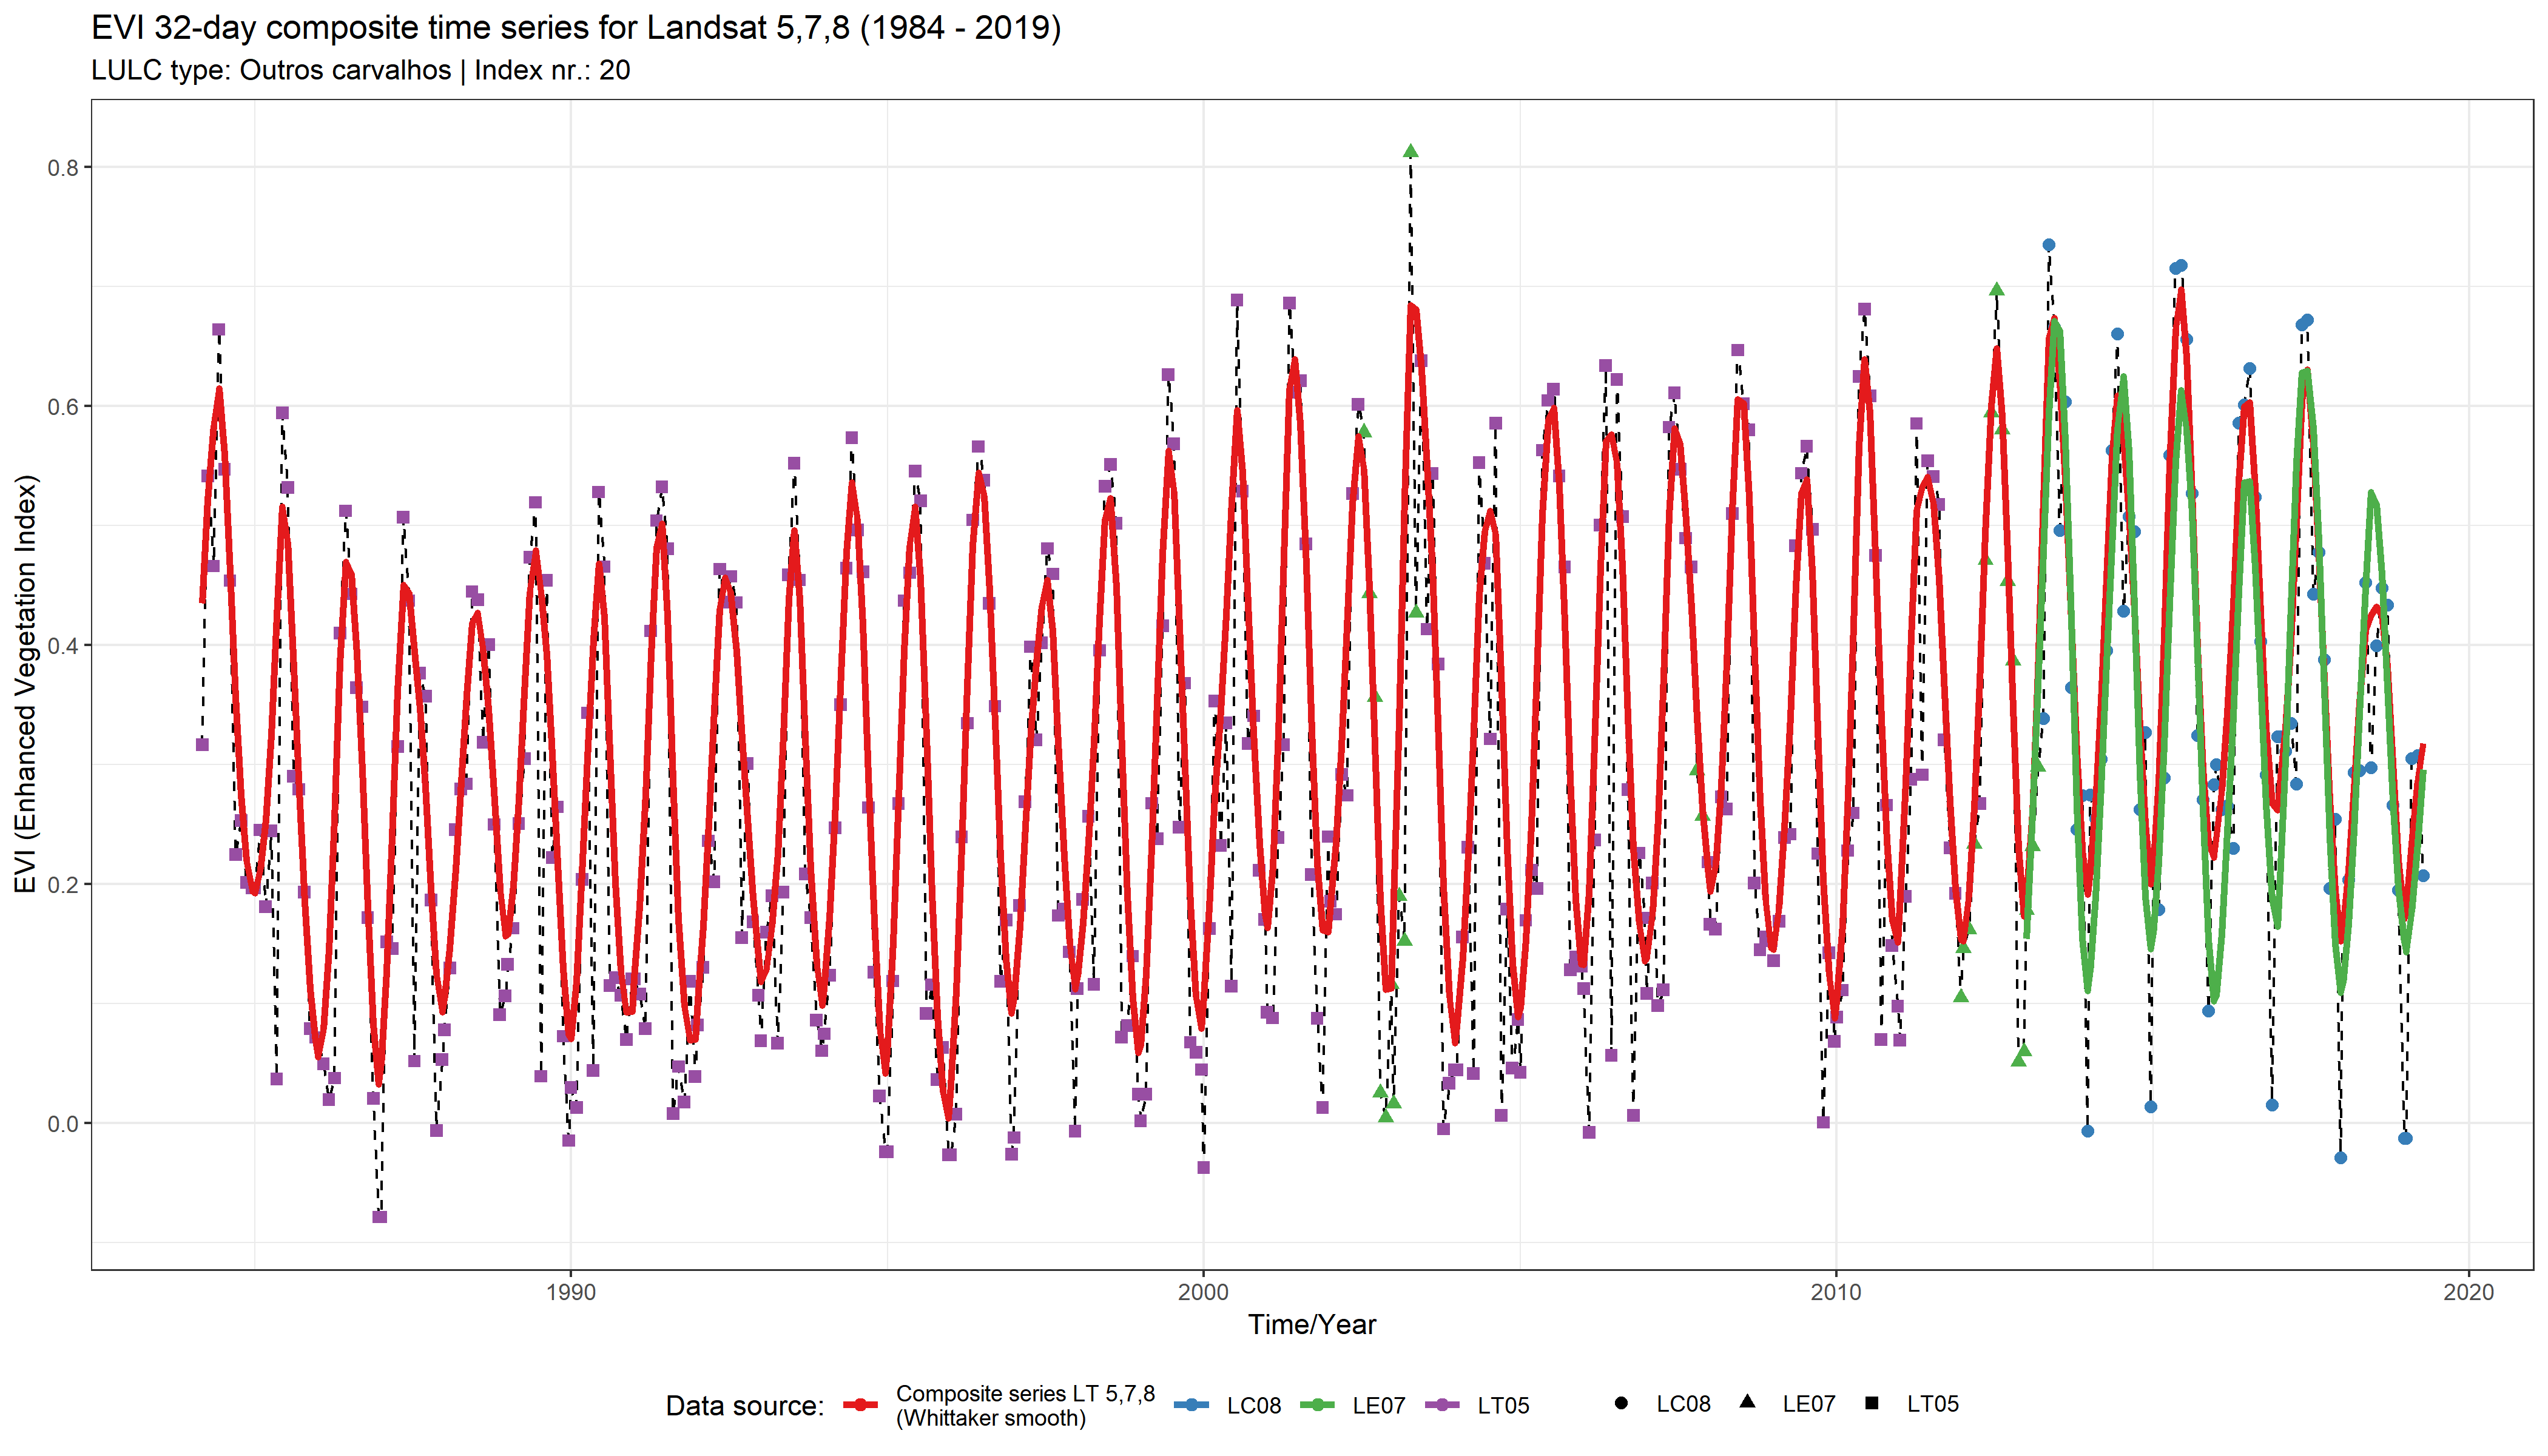 EVI 32-day composite time series for Landsat 5,7,8 (1984 - 2019)
LULC type: Outros carvalhos | Index nr.: 20
EVI (Enhanced Vegetation Index)
0.8
0.6
0.4
0.2
0.0
1990 2000 2010 2020
Time/Year
Data source: Composite series LT 5,7,8 (Whittaker smooth) LC08 LE07 LT05 LC08 LE07 LT05